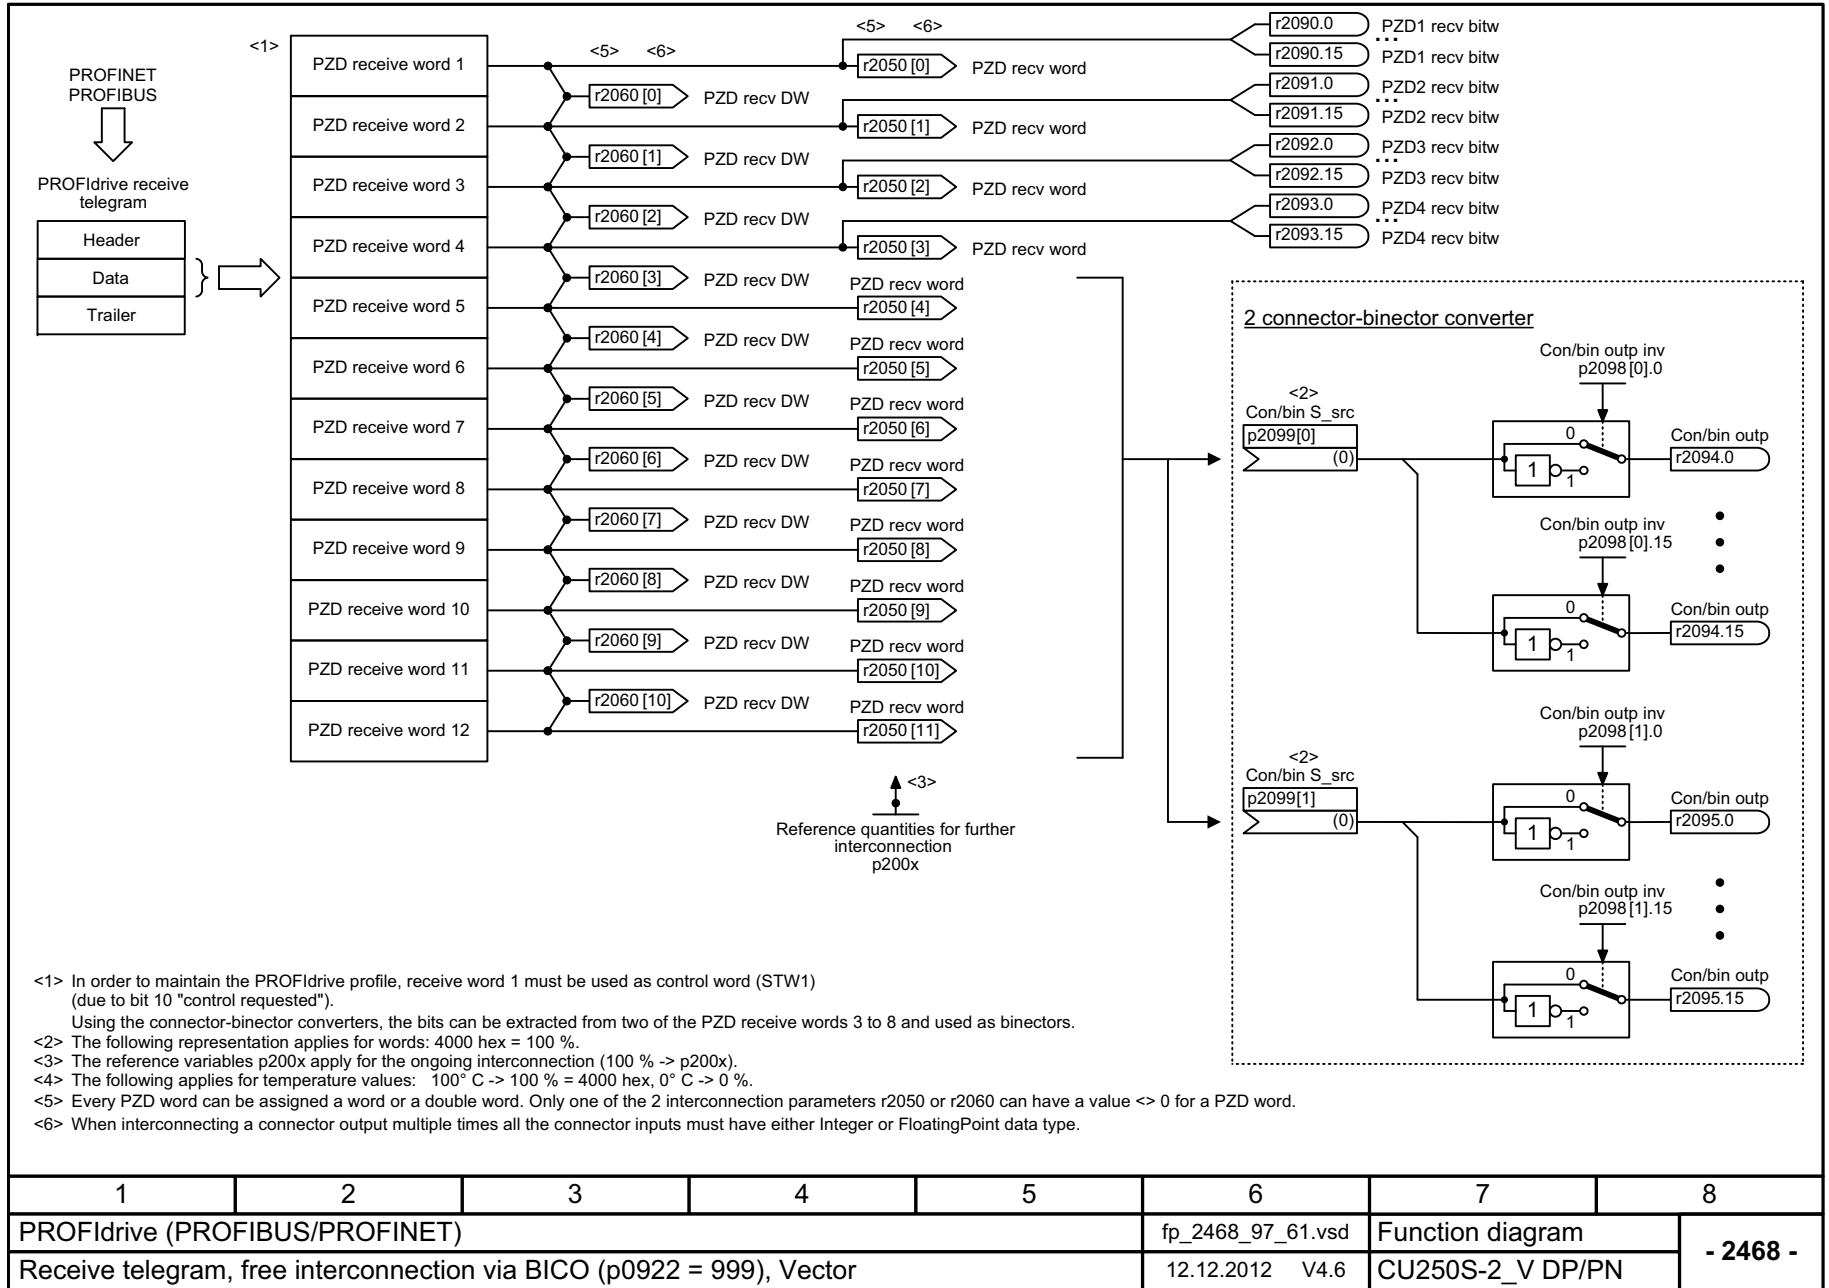 <1>
<5> <6>
<5> <6>
PROFINET
PROFIBUS
PROFIdrive receive
telegram
Header
Data
Trailer
PZD receive word 1
PZD receive word 2
PZD receive word 3
PZD receive word 4
PZD receive word 5
PZD receive word 6
PZD receive word 7
PZD receive word 8
PZD receive word 9
PZD receive word 10
PZD receive word 11
PZD receive word 12
r2060 [0] PZD recv DW
r2060 [1] PZD recv DW
r2060 [2] PZD recv DW
r2060 [3] PZD recv DW
r2060 [4] PZD recv DW
r2060 [5] PZD recv DW
r2060 [6] PZD recv DW
r2060 [7] PZD recv DW
r2060 [8] PZD recv DW
r2060 [9] PZD recv DW
r2060 [10] PZD recv DW
r2050 [0] PZD recv word
r2050 [1] PZD recv word
r2050 [2] PZD recv word
r2050 [3] PZD recv word
PZD recv word
r2050 [4]
PZD recv word
r2050 [5]
PZD recv word
r2050 [6]
PZD recv word
r2050 [7]
PZD recv word
r2050 [8]
PZD recv word
r2050 [9]
PZD recv word
r2050 [10]
PZD recv word
r2050 [11]
<3>
Reference quantities for further
interconnection
p200x
r2090.0 PZD1 recv bitw
...
r2090.15 PZD1 recv bitw
r2091.0 PZD2 recv bitw
...
r2091.15 PZD2 recv bitw
r2092.0 PZD3 recv bitw
...
r2092.15 PZD3 recv bitw
r2093.0 PZD4 recv bitw
...
r2093.15 PZD4 recv bitw
2 connector-binector converter
Con/bin outp inv
p2098 [0].0
<2>
Con/bin S_src
p2099[0]
(0)
0
1
1
Con/bin outp
r2094.0
Con/bin outp inv
p2098 [0].15
0
1
1
Con/bin outp
r2094.15
Con/bin outp inv
p2098 [1].0
<2>
Con/bin S_src
p2099[1]
(0)
0
1
1
Con/bin outp
r2095.0
Con/bin outp inv
p2098 [1].15
0
1
1
Con/bin outp
r2095.15
<1> In order to maintain the PROFIdrive profile, receive word 1 must be used as control word (STW1)
(due to bit 10 "control requested").
Using the connector-binector converters, the bits can be extracted from two of the PZD receive words 3 to 8 and used as binectors.
<2> The following representation applies for words: 4000 hex = 100 %.
<3> The reference variables p200x apply for the ongoing interconnection (100 % -> p200x).
<4> The following applies for temperature values: 100° C -> 100 % = 4000 hex, 0° C -> 0 %.
<5> Every PZD word can be assigned a word or a double word. Only one of the 2 interconnection parameters r2050 or r2060 can have a value <> 0 for a PZD word.
<6> When interconnecting a connector output multiple times all the connector inputs must have either Integer or FloatingPoint data type.
1 2 3 4 5 6 7 8
PROFIdrive (PROFIBUS/PROFINET) fp_2468_97_61.vsd Function diagram
- 2468 -
Receive telegram, free interconnection via BICO (p0922 = 999), Vector 12.12.2012 V4.6 CU250S-2_V DP/PN